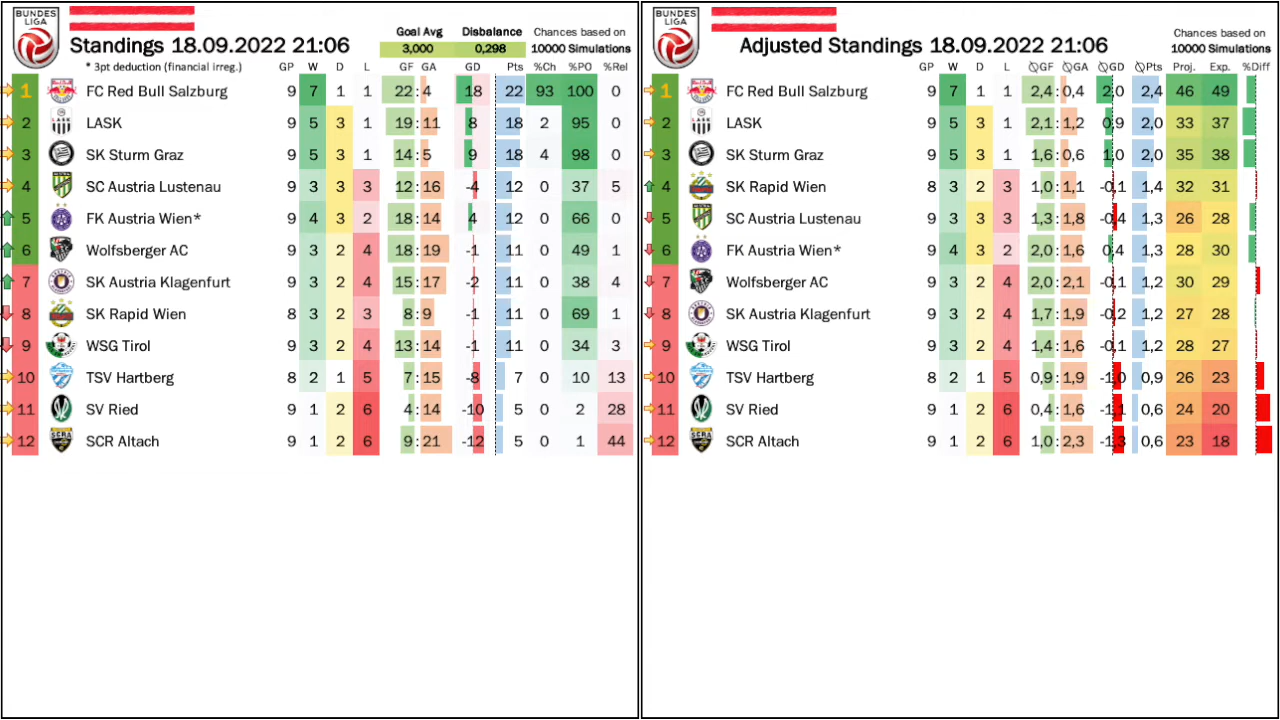 BUNDES
LIGA
Standings 18.09.2022 21:06
Goal Avg Disbalance Chances based on
3,000 0,298 10000 Simulations
* 3pt deduction (financial irreg.) GP W D L GF GA GD Pts %Ch %PO %Rel
1 FC Red Bull Salzburg 9 7 1 1 22 : 4 18 22 93 100 0
2 LASK 9 5 3 1 19 : 11 8 18 2 95 0
3 SK Sturm Graz 9 5 3 1 14 : 5 9 18 4 98 0
4 SC Austria Lustenau 9 3 3 3 12 : 16 -4 12 0 37 5
5 FK Austria Wien* 9 4 3 2 18 : 14 4 12 0 66 0
6 Wolfsberger AC 9 3 2 4 18 : 19 -1 11 0 49 1
7 SK Austria Klagenfurt 9 3 2 4 15 : 17 -2 11 0 38 4
8 SK Rapid Wien 8 3 2 3 8 : 9 -1 11 0 69 1
9 WSG Tirol 9 3 2 4 13 : 14 -1 11 0 34 3
10 TSV Hartberg 8 2 1 5 7 : 15 -8 7 0 10 13
11 SV Ried 9 1 2 6 4 : 14 -10 5 0 2 28
12 SCR Altach 9 1 2 6 9 : 21 -12 5 0 1 44
BUNDES
LIGA
Adjusted Standings 18.09.2022 21:06
Chances based on
10000 Simulations
GP W D L ∅GF ∅GA ∅GD ∅Pts Proj. Exp. %Diff
1 FC Red Bull Salzburg 9 7 1 1 2,4 : 0,4 2,0 2,4 46 49
2 LASK 9 5 3 1 2,1 : 1,2 0,9 2,0 33 37
3 SK Sturm Graz 9 5 3 1 1,6 : 0,6 1,0 2,0 35 38
4 SK Rapid Wien 8 3 2 3 1,0 : 1,1 -0,1 1,4 32 31
5 SC Austria Lustenau 9 3 3 3 1,3 : 1,8 -0,4 1,3 26 28
6 FK Austria Wien* 9 4 3 2 2,0 : 1,6 0,4 1,3 28 30
7 Wolfsberger AC 9 3 2 4 2,0 : 2,1 -0,1 1,2 30 29
8 SK Austria Klagenfurt 9 3 2 4 1,7 : 1,9 -0,2 1,2 27 28
9 WSG Tirol 9 3 2 4 1,4 : 1,6 -0,1 1,2 28 27
10 TSV Hartberg 8 2 1 5 0,9 : 1,9 -1,0 0,9 26 23
11 SV Ried 9 1 2 6 0,4 : 1,6 -1,1 0,6 24 20
12 SCR Altach 9 1 2 6 1,0 : 2,3 -1,3 0,6 23 18